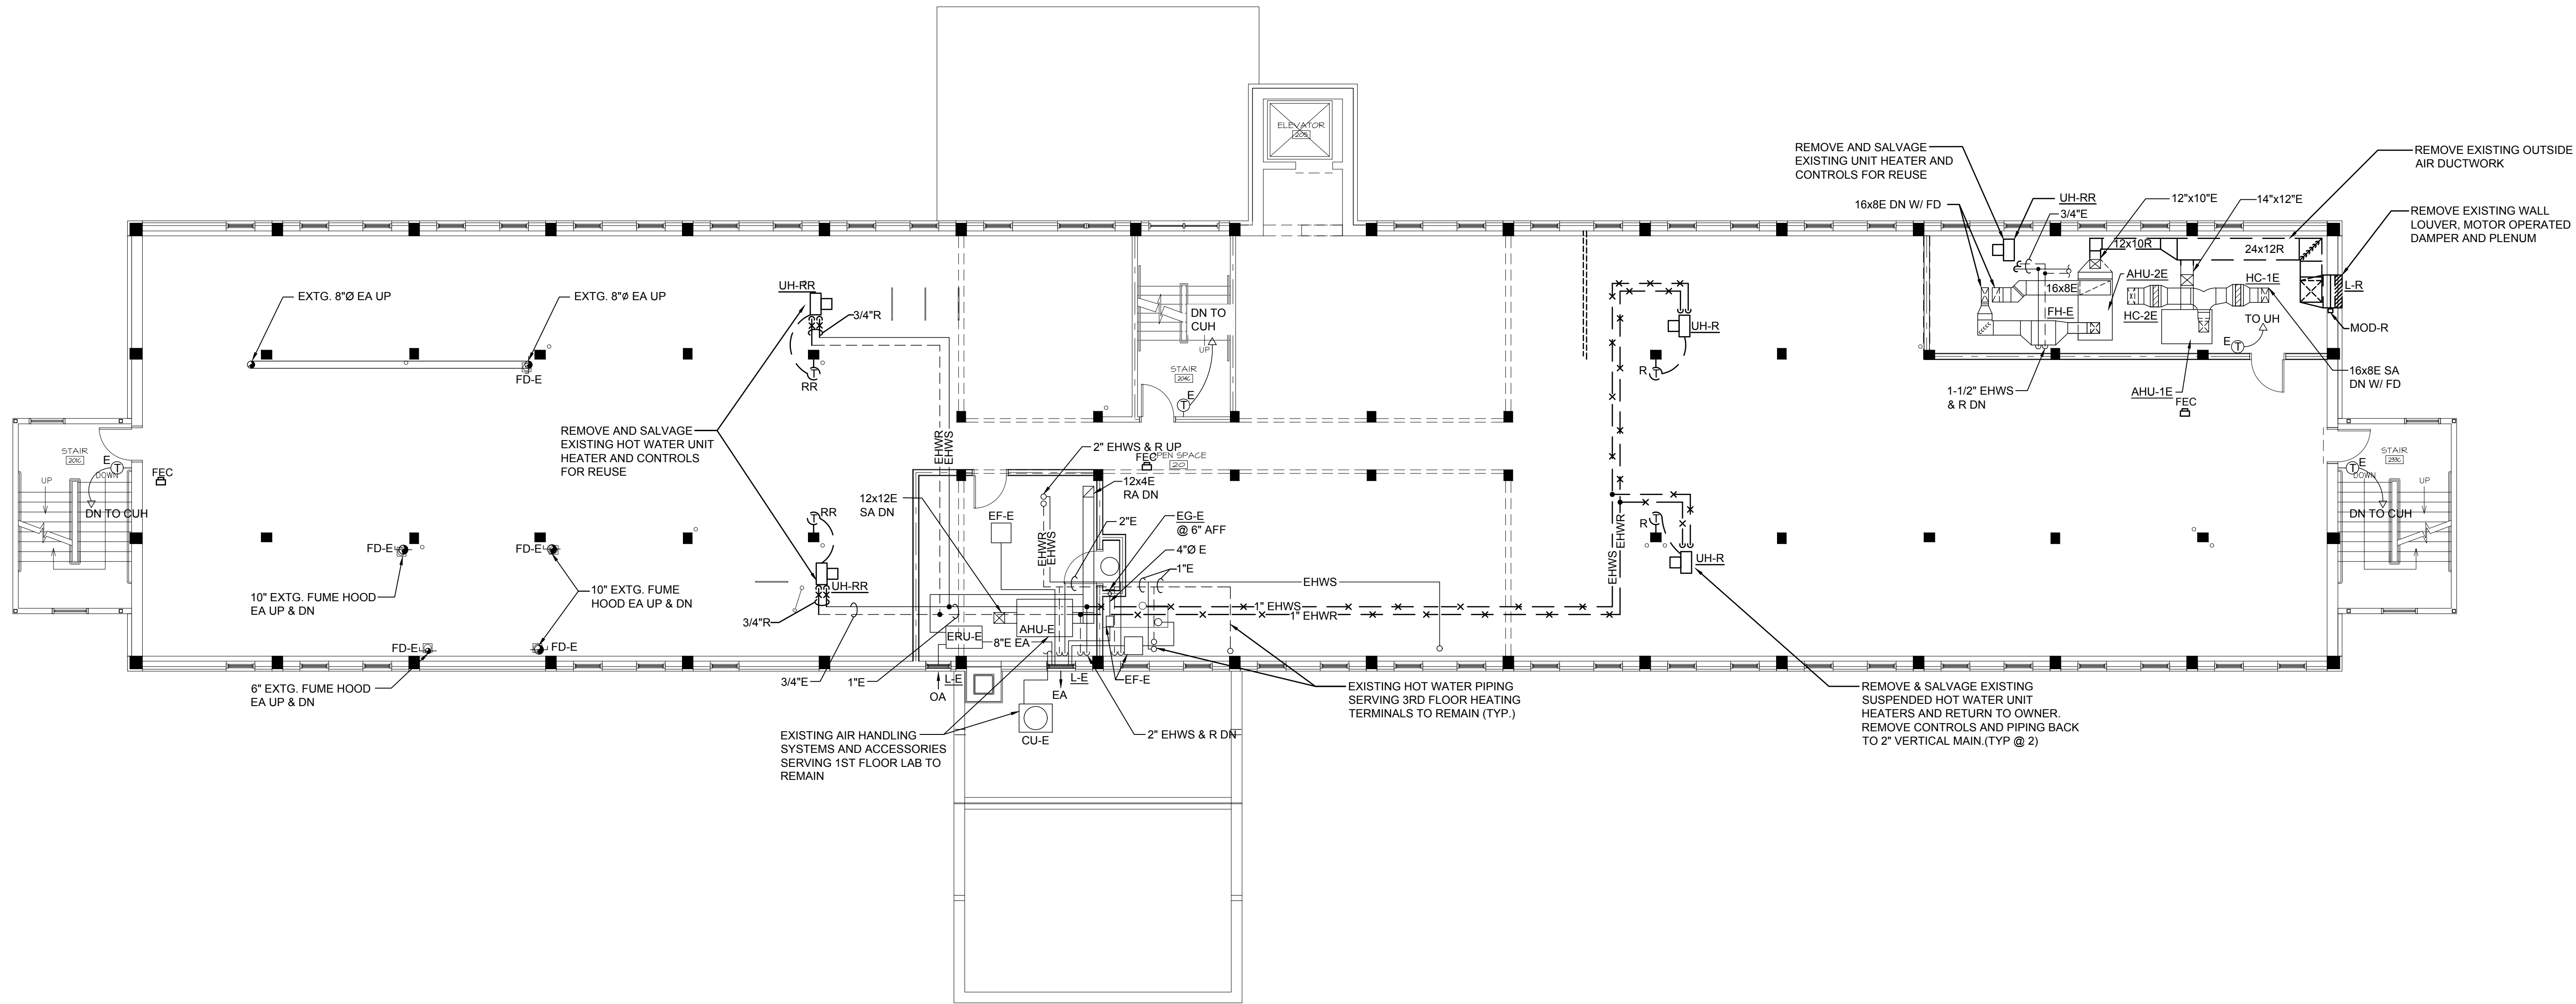 ELEVATOR
205
REMOVE AND SALVAGE
EXISTING UNIT HEATER AND
CONTROLS FOR REUSE
REMOVE EXISTING OUTSIDE
AIR DUCTWORK
UH-RR
3/4"E
12"x10"E
14"x12"E
16x8E DN W/ FD
REMOVE EXISTING WALL
LOUVER, MOTOR OPERATED
DAMPER AND PLENUM
12x10R
24x12R
AHU-2E
HC-1E
16x8E
L-R
FH-E
HC-2E
TO UH
E
T
MOD-R
16x8E SA
DN W/ FD
1-1/2" EHWS
& R DN
AHU-1E
FEC
EXTG. 8"Ø EA UP
EXTG. 8"Ø EA UP
FD-E
UH-RR
3/4"R
RR
DN TO
CUH
UP
STAIR
204C
E
T
UH-R
R
REMOVE AND SALVAGE
EXISTING HOT WATER UNIT
HEATER AND CONTROLS
FOR REUSE
EHWR
EHWS
2" EHWS & R UP
FEC
OPEN SPACE
210
12x4E
RA DN
STAIR
201C
E
T
DOWN
UP
FEC
DN TO CUH
STAIR
233C
T
E
DOWN
UP
DN TO CUH
12x12E
SA DN
EF-E
2"E
EG-E
@ 6" AFF
4"Ø E
1"E
EHWR
EHWS
RR
R
UH-R
EHWS
EHWR
FD-E
FD-E
10" EXTG. FUME HOOD
EA UP & DN
10" EXTG. FUME
HOOD EA UP & DN
UH-RR
3/4"R
EHWS
1" EHWS
1" EHWR
AHU-E
ERU-E
8"E EA
FD-E
FD-E
6" EXTG. FUME HOOD
EA UP & DN
3/4"E
1"E
L-E
OA
L-E
EA
EF-E
CU-E
2" EHWS & R DN
EXISTING AIR HANDLING
SYSTEMS AND ACCESSORIES
SERVING 1ST FLOOR LAB TO
REMAIN
EXISTING HOT WATER PIPING
SERVING 3RD FLOOR HEATING
TERMINALS TO REMAIN (TYP.)
REMOVE & SALVAGE EXISTING
SUSPENDED HOT WATER UNIT
HEATERS AND RETURN TO OWNER.
REMOVE CONTROLS AND PIPING BACK
TO 2" VERTICAL MAIN.(TYP @ 2)